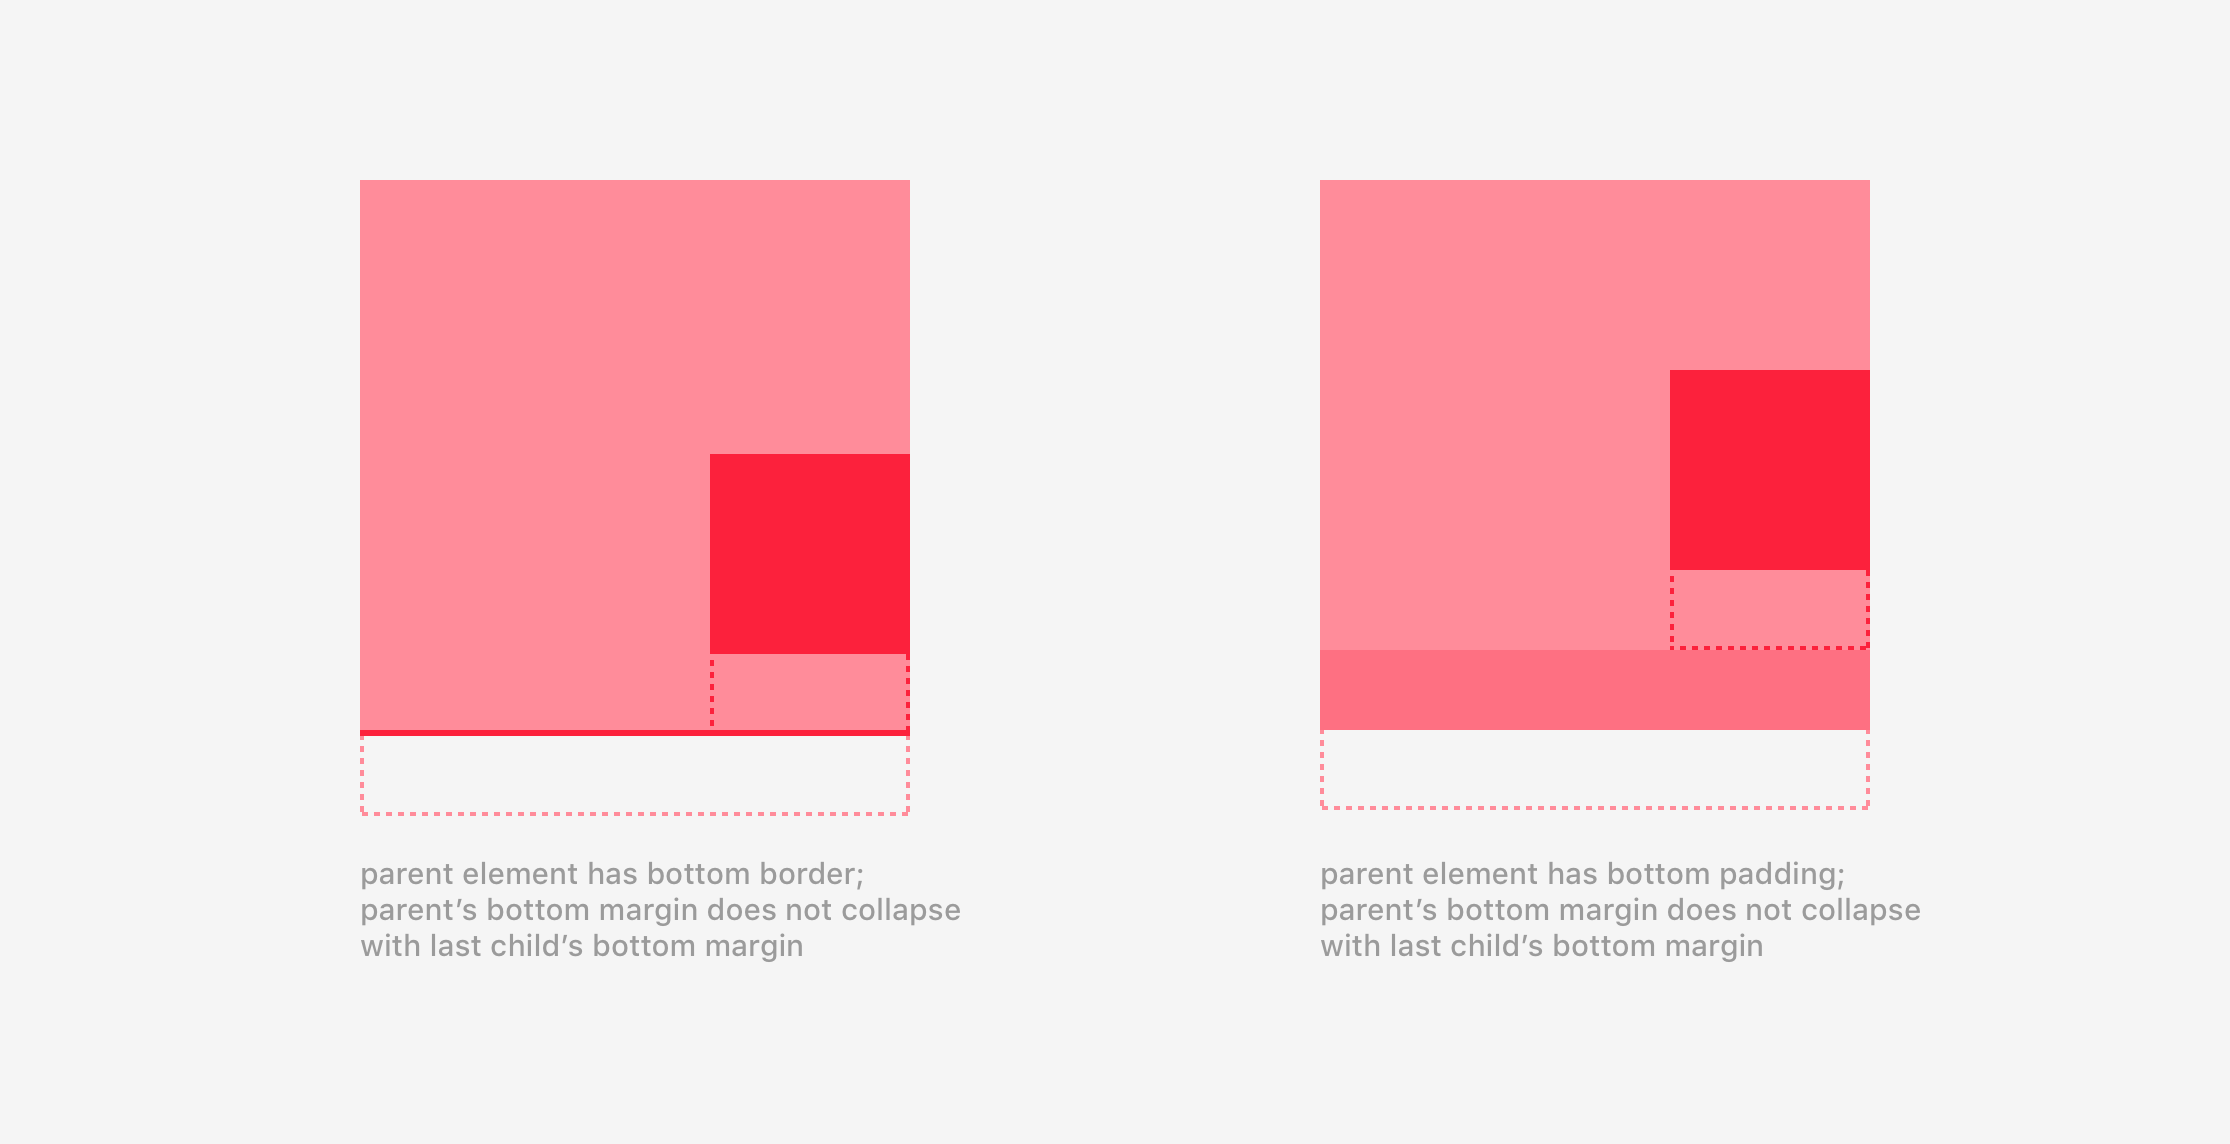 parent element has bottom border;
parent’s bottom margin does not collapse
with last child’s bottom margin
parent element has bottom padding;
parent’s bottom margin does not collapse
with last child’s bottom margin